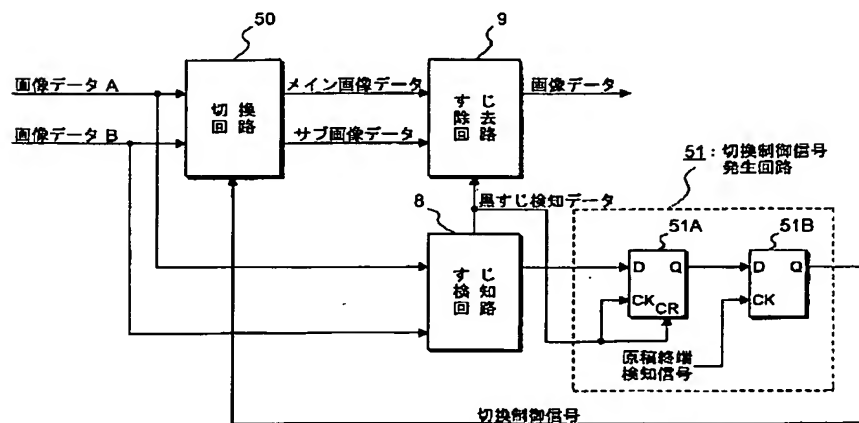 50
9
画像データ A
画像データ B
切換
回路
メイン画像データ
サブ画像データ
すじ
除去
回路
画像データ
51:切換制御信号
発生回路
黒すじ検知データ
8
すじ
検知
回路
51A
D Q
CK
CR
51B
D Q
CK
原稿終端
検知信号
切換制御信号